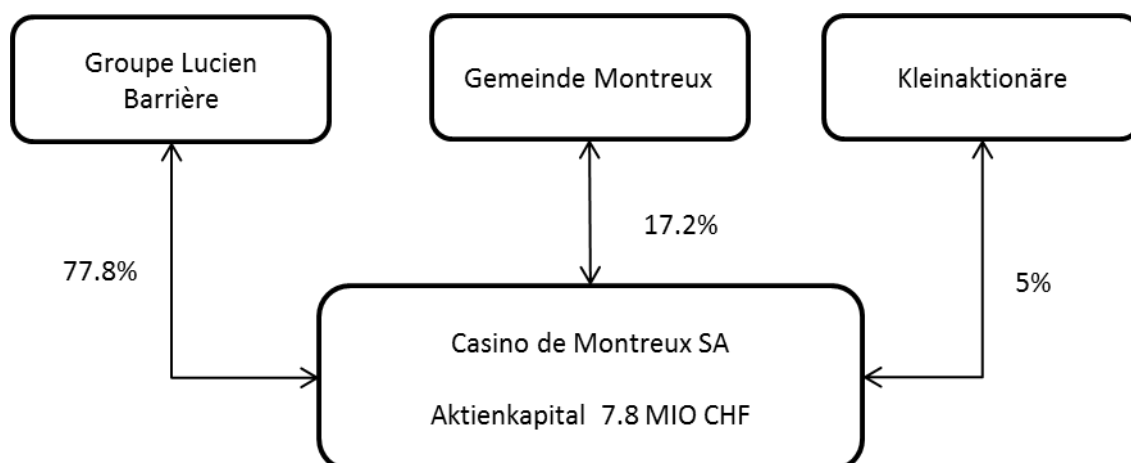 Groupe Lucien
Barrière
Gemeinde Montreux
Kleinaktionäre
77.8%
17.2%
5%
Casino de Montreux SA
Aktienkapital 7.8 MIO CHF